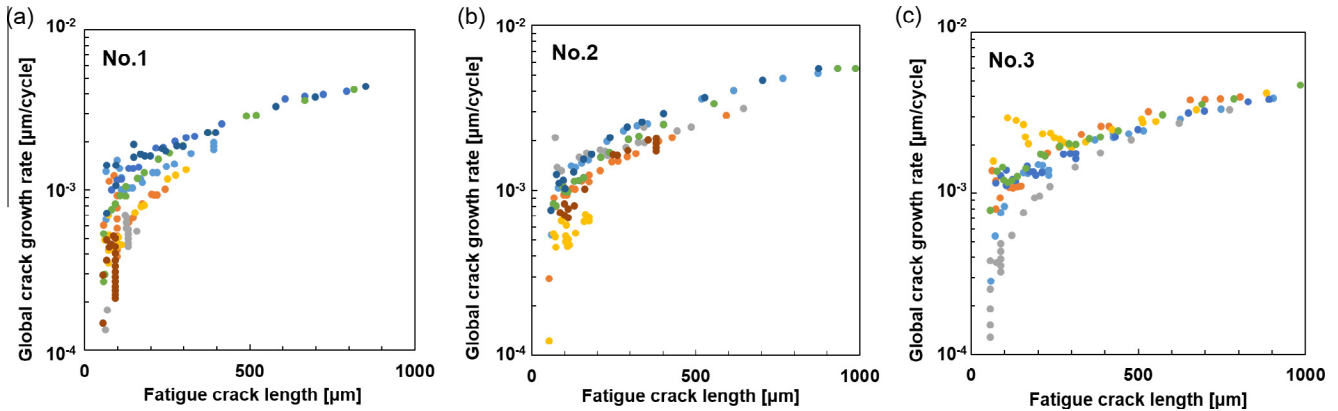 (a)
No.1
Global crack growth rate [µm/cycle]
10-2
10-3
10-4
0
500
1000
Fatigue crack length [µm]
(b)
No.2
Global crack growth rate [µm/cycle]
10-2
10-3
10-4
0
500
1000
Fatigue crack length [µm]
(c)
No.3
Global crack growth rate [µm/cycle]
10-2
10-3
10-4
0
500
1000
Fatigue crack length [µm]